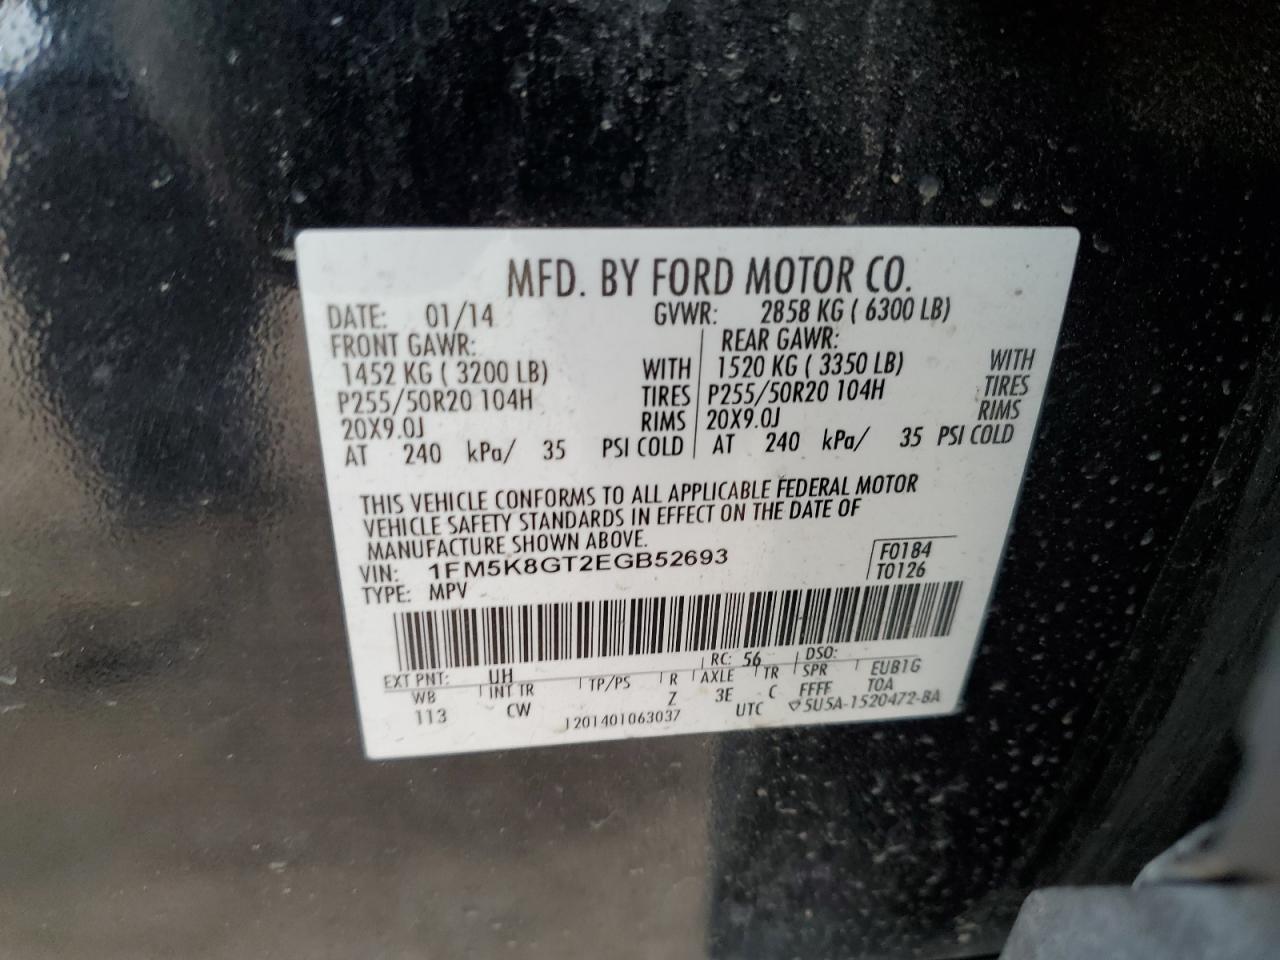 MFD. BY FORD MOTOR CO.
DATE: 01/14 GVWR: 2858 KG ( 6300 LB)
FRONT GAWR: REAR GAWR:
1452 KG ( 3200 LB) WITH 1520 KG ( 3350 LB) WITH
P255/50R20 104H TIRES P255/50R20 104H TIRES
20X9.0J RIMS 20X9.0J RIMS
AT 240 kPa/ 35 PSI COLD AT 240 kPa/ 35 PSI COLD
THIS VEHICLE CONFORMS TO ALL APPLICABLE FEDERAL MOTOR
VEHICLE SAFETY STANDARDS IN EFFECT ON THE DATE OF
MANUFACTURE SHOWN ABOVE.
VIN: 1FM5K8GT2EGB52693 F0184
TYPE: MPV T0126
EXT PNT: UH RC: 56 DSO:
WB INT TR TP/PS R AXLE TR SPR EUB1G
113 CW Z 3E C FFFF TOA
1201401063037 UTC ▽5U5A-1520472-BA